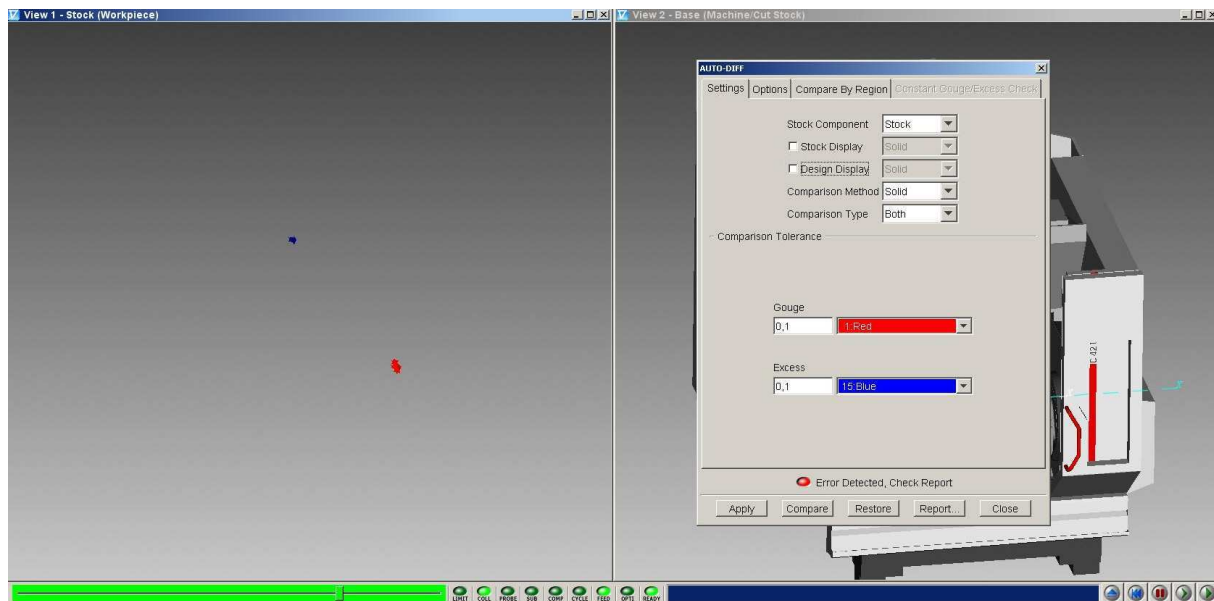 View 1 - Stock (Workpiece)
View 2 - Base (Machine/Cut Stock)
AUTO-DIFF
Settings Options Compare By Region Constant Gouge/Excess Check
Stock Component Stock
Stock Display Solid
Design Display Solid
Comparison Method Solid
Comparison Type Both
Comparison Tolerance
Gouge
0,1 1:Red
Excess
0,1 15:Blue
Error Detected, Check Report
Apply Compare Restore Report... Close
LIMIT COLL PROBE SUB COMP CYCLE FEED OPTI READY